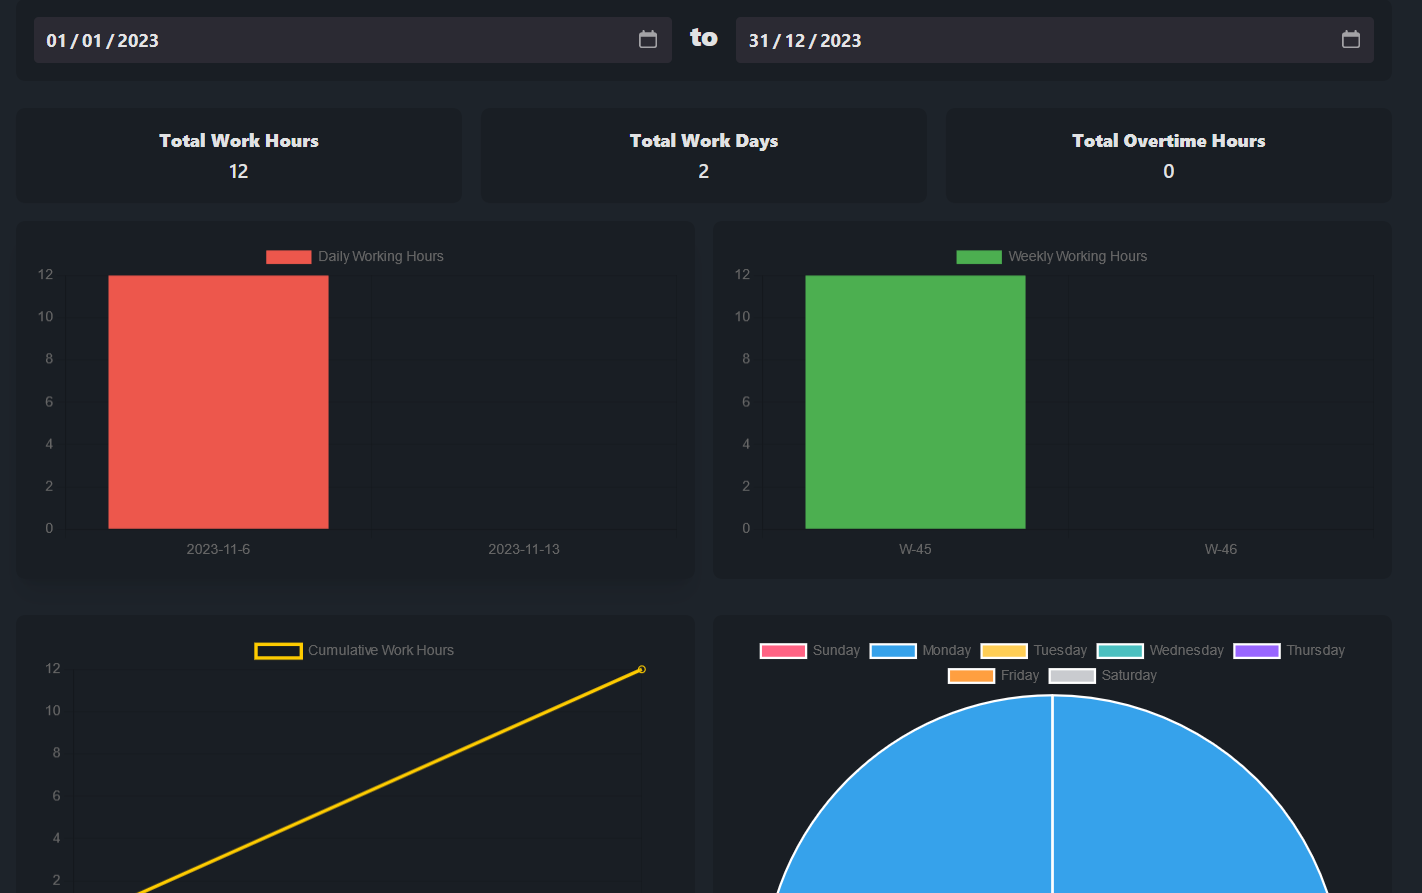 01/01/2023 to 31/12/2023
Total Work Hours
12
Total Work Days
2
Total Overtime Hours
0
Daily Working Hours
12
10
8
6
4
2
0
2023-11-6 2023-11-13
Weekly Working Hours
12
10
8
6
4
2
0
W-45 W-46
Cumulative Work Hours
12
10
8
6
4
2
Sunday Monday Tuesday Wednesday Thursday
Friday Saturday